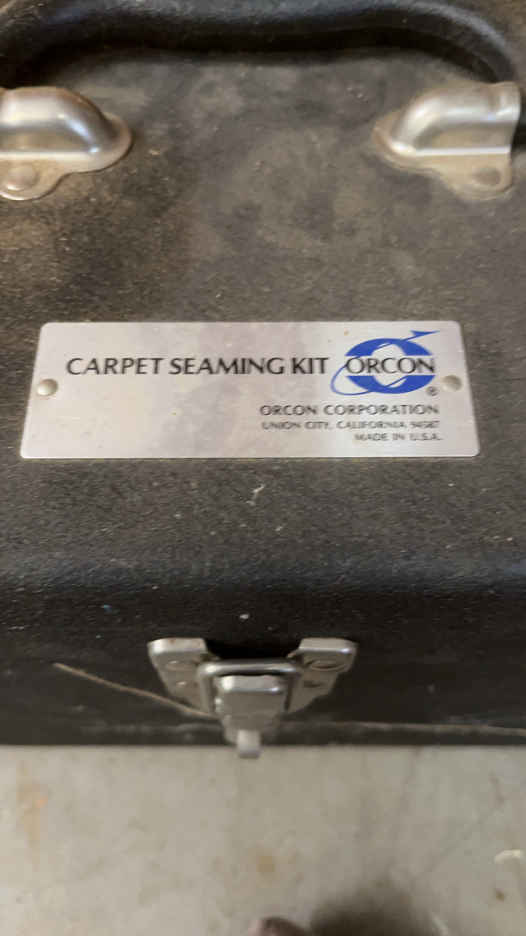 CARPET SEAMING KIT ORCON®
ORCON CORPORATION
UNION CITY, CALIFORNIA 94587
MADE IN U.S.A.